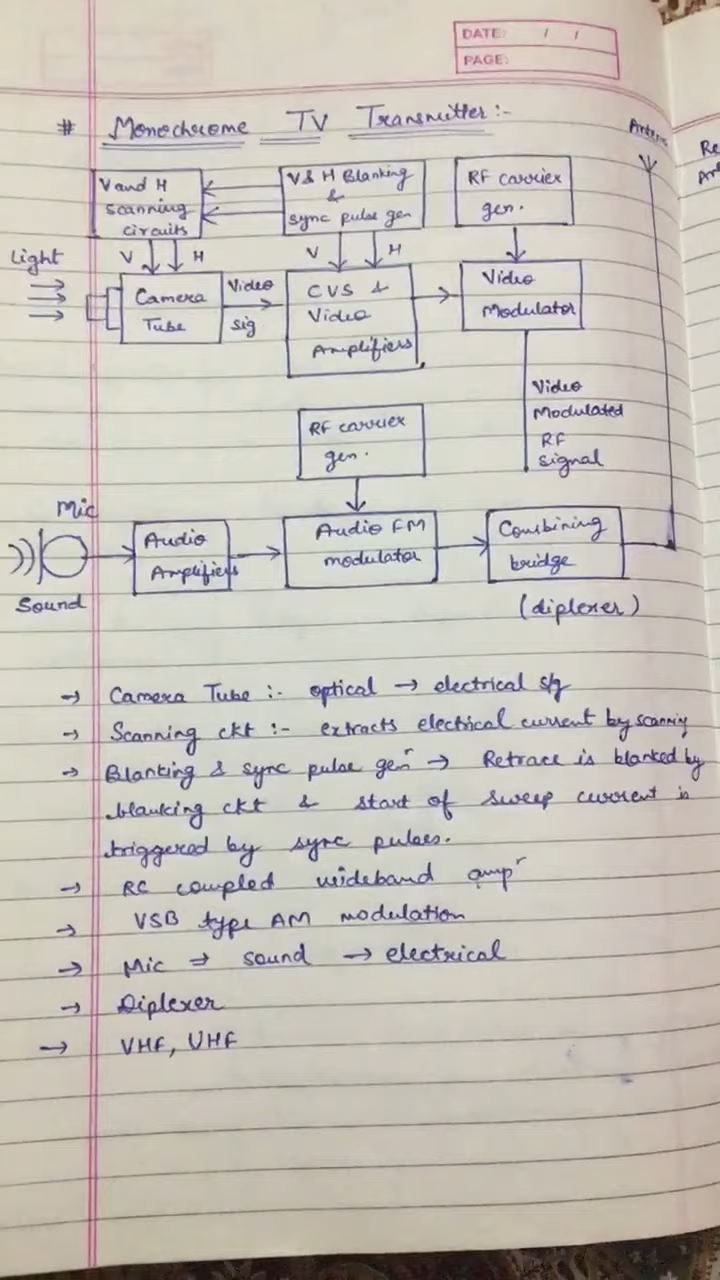 DATE: / /
PAGE:
# Monochrome TV Transmitter :-
Antenna
V and H
scanning
circuits
V & H Blanking
&
sync pulse gen
RF carrier
gen.
V H
V H
Light
Camera
Tube
Video
sig
CVS &
Video
Amplifiers
Video
Modulator
Video
Modulated
RF
signal
RF carrier
gen.
Mic
Sound
Audio
Amplifiers
Audio FM
modulator
Combining
bridge
(diplexer)
→ Camera Tube :- optical → electrical s/g
→ Scanning ckt :- extracts electrical current by scanning
→ Blanking & sync pulse genr → Retrace is blanked by
blanking ckt & start of sweep current is
triggered by sync pulses.
→ RC coupled wideband ampr
→ VSB type AM modulation
→ Mic ⇒ sound → electrical
→ Diplexer
→ VHF, UHF
Re